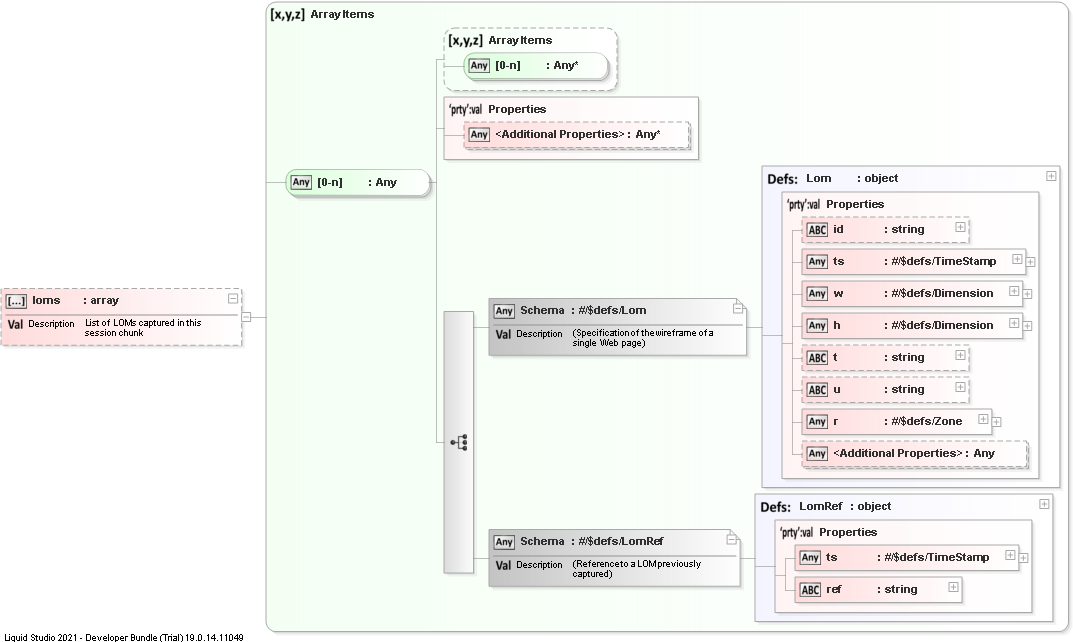 [x,y,z] Array Items
[x,y,z] Array Items
Any [0-n] : Any*
'prty':val Properties
Any <Additional Properties> : Any*
Any [0-n] : Any
[...] loms : array
Val Description List of LOMs captured in this
session chunk
Any Schema : #/$defs/Lom
Val Description (Specification of the wireframe of a
single Web page)
Defs: Lom : object
'prty':val Properties
ABC id : string
Any ts : #/$defs/TimeStamp
Any w : #/$defs/Dimension
Any h : #/$defs/Dimension
ABC t : string
ABC u : string
Any r : #/$defs/Zone
Any <Additional Properties> : Any
Any Schema : #/$defs/LomRef
Val Description (Reference to a LOM previously
captured)
Defs: LomRef : object
'prty':val Properties
Any ts : #/$defs/TimeStamp
ABC ref : string
Liquid Studio 2021 - Developer Bundle (Trial) 19.0.14.11049